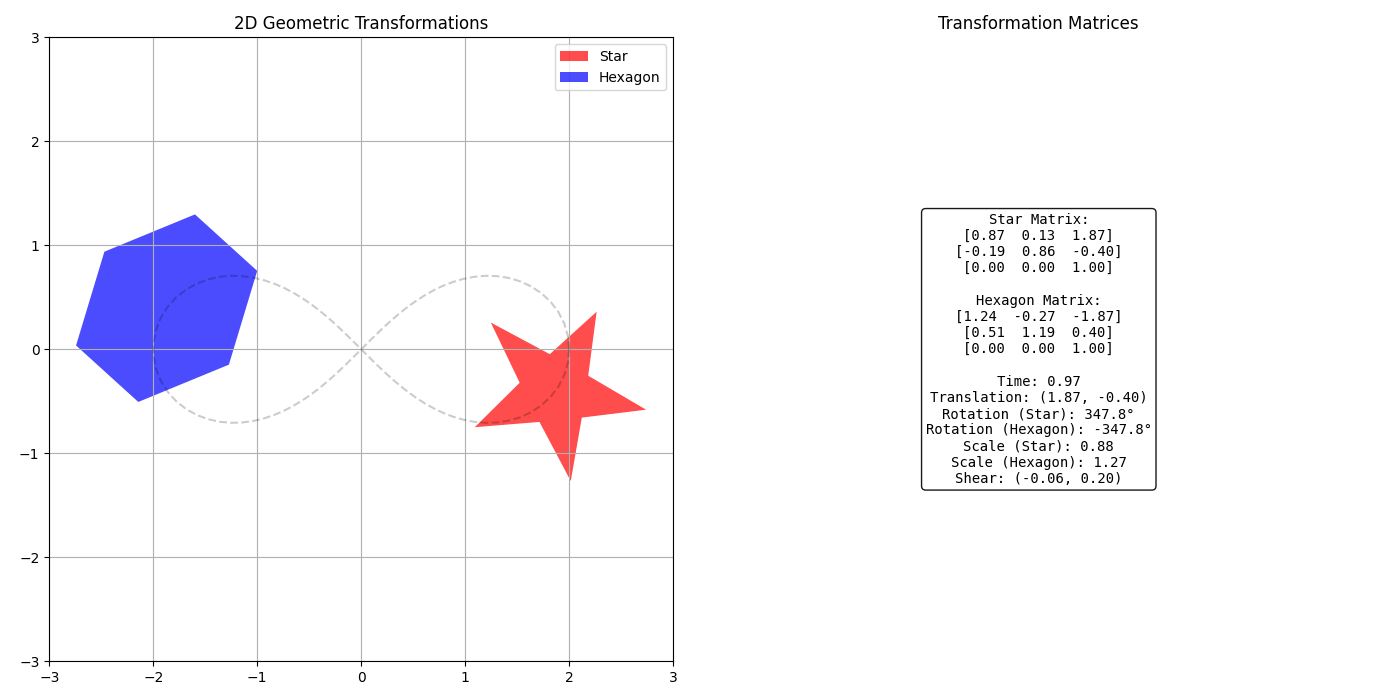 2D Geometric Transformations
Star
Hexagon
3
2
1
0
−1
−2
−3
−3
−2
−1
0
1
2
3
Transformation Matrices
Star Matrix:
[0.87  0.13  1.87]
[-0.19  0.86  -0.40]
[0.00  0.00  1.00]
Hexagon Matrix:
[1.24  -0.27  -1.87]
[0.51  1.19  0.40]
[0.00  0.00  1.00]
Time: 0.97
Translation: (1.87, -0.40)
Rotation (Star): 347.8°
Rotation (Hexagon): -347.8°
Scale (Star): 0.88
Scale (Hexagon): 1.27
Shear: (-0.06, 0.20)